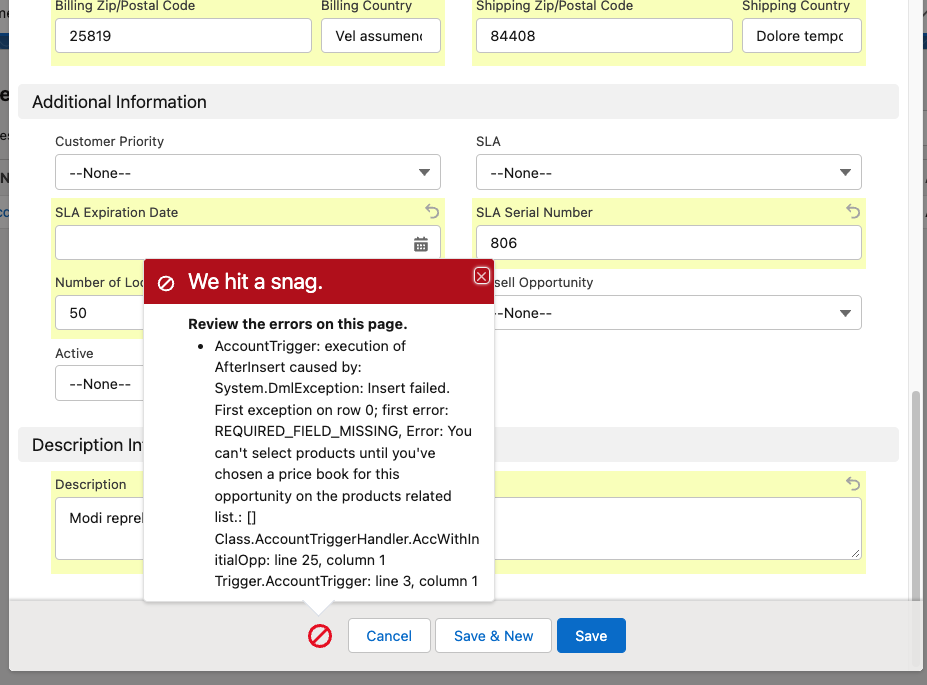 Billing Zip/Postal Code
Billing Country
Shipping Zip/Postal Code
Shipping Country
25819
Vel assumenc
84408
Dolore tempc
Additional Information
Customer Priority
SLA
--None--
--None--
SLA Expiration Date
SLA Serial Number
806
Number of Loc
sell Opportunity
50
--None--
Active
--None--
We hit a snag.
Review the errors on this page.
• AccountTrigger: execution of
AfterInsert caused by:
System.DmlException: Insert failed.
First exception on row 0; first error:
REQUIRED_FIELD_MISSING, Error: You
can't select products until you've
chosen a price book for this
opportunity on the products related
list.: []
Class.AccountTriggerHandler.AccWithIn
itialOpp: line 25, column 1
Trigger.AccountTrigger: line 3, column 1
Description In
Description
Modi reprel
Cancel
Save & New
Save